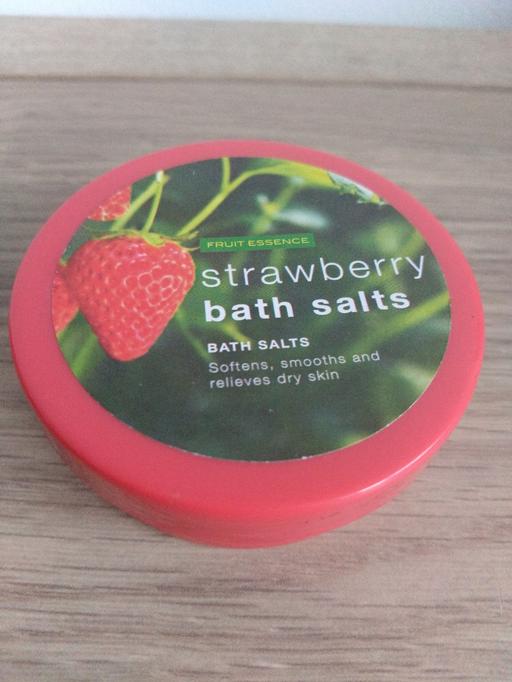 FRUIT ESSENCE
strawberry
bath salts
BATH SALTS
Softens, smooths and
relieves dry skin